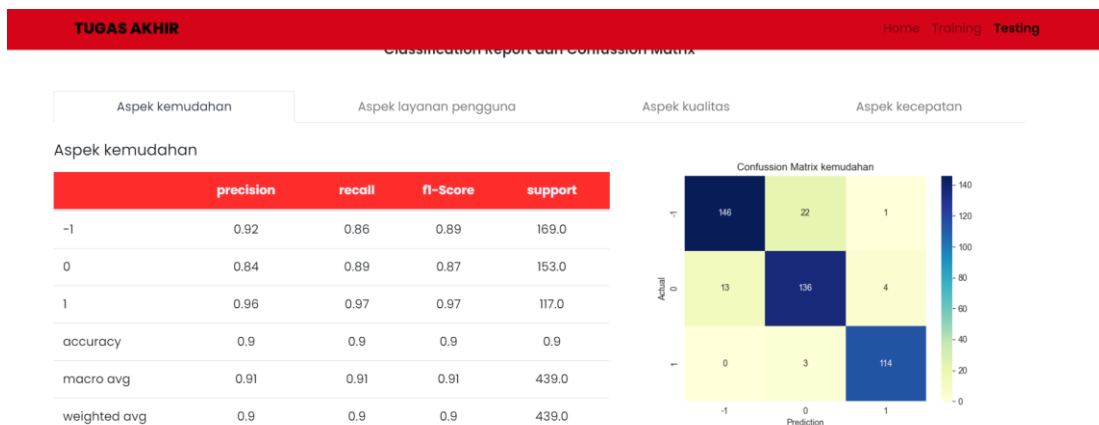 TUGAS AKHIR Home Training Testing
Classification Report dan Confussion Matrix
Aspek kemudahan Aspek layanan pengguna Aspek kualitas Aspek kecepatan
Aspek kemudahan
precision recall f1-Score support
-1 0.92 0.86 0.89 169.0
0 0.84 0.89 0.87 153.0
1 0.96 0.97 0.97 117.0
accuracy 0.9 0.9 0.9 0.9
macro avg 0.91 0.91 0.91 439.0
weighted avg 0.9 0.9 0.9 439.0
Confussion Matrix kemudahan
-1 146 22 1
0 13 136 4
1 0 3 114
Actual
-1 0 1
Prediction
140
120
100
80
60
40
20
0